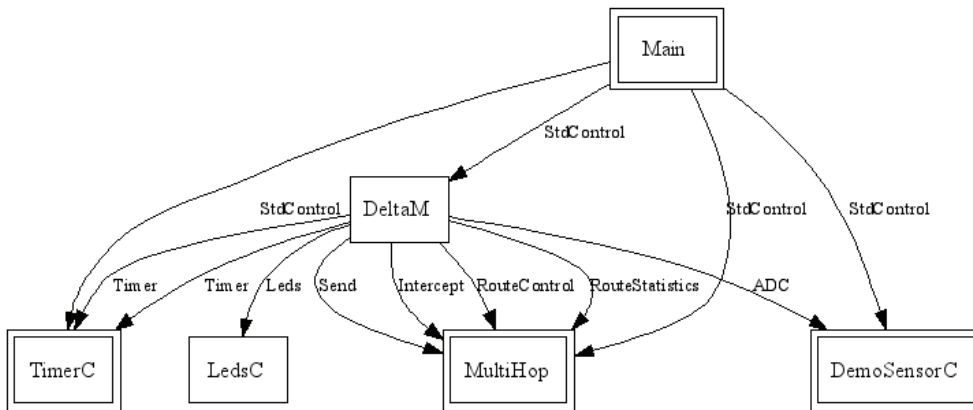 Main
StdControl
StdControl DeltaM StdControl StdControl
Timer Timer Leds Send Intercept RouteControl RouteStatistics ADC
TimerC LedsC MultiHop DemoSensorC